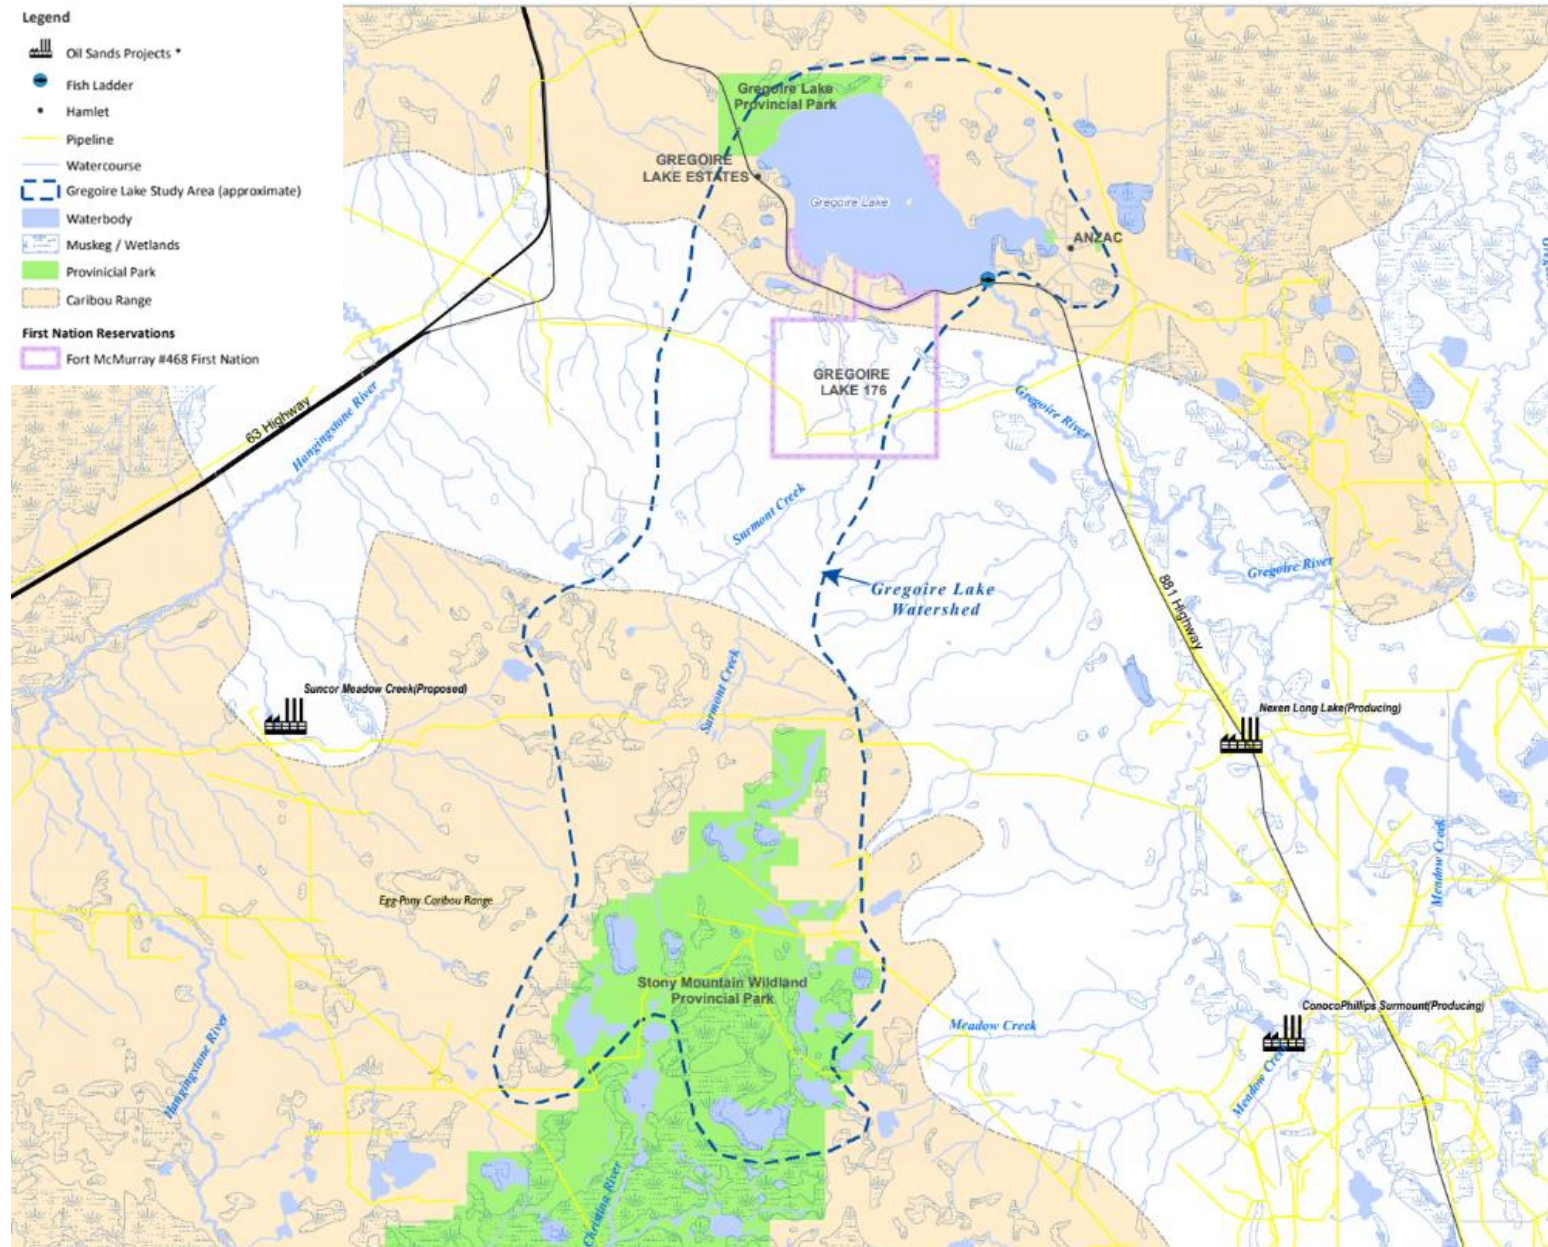 Legend
Oil Sands Projects *
Fish Ladder
Hamlet
Pipeline
Watercourse
Gregoire Lake Study Area (approximate)
Waterbody
Muskeg / Wetlands
Provinicial Park
Caribou Range
First Nation Reservations
Fort McMurray #468 First Nation
Gregoire Lake
Provincial Park
GREGOIRE
LAKE ESTATES
Gregoire Lake
ANZAC
GREGOIRE
LAKE 176
63 Highway
Hangingstone River
Gregoire River
Surmont Creek
Gregoire Lake
Watershed
Gregoire River
881 Highway
Surmont Creek
Suncor Meadow Creek(Proposed)
Nexen Long Lake(Producing)
Meadow Creek
Egg-Pony Caribou Range
Stony Mountain Wildland
Provincial Park
Meadow Creek
ConocoPhillips Surmount(Producing)
Meadow Creek
Hangingstone River
Christina River